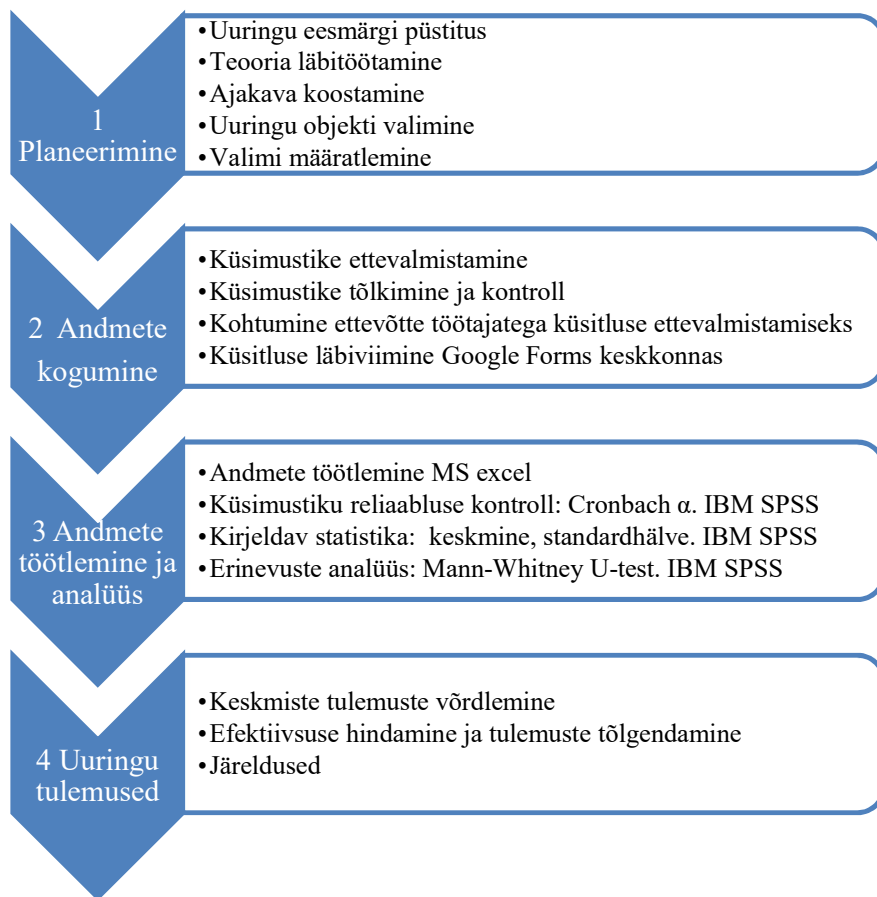 1
Planeerimine
•Uuringu eesmärgi püstitus
•Teooria läbitöötamine
•Ajakava koostamine
•Uuringu objekti valimine
•Valimi määratlemine
2 Andmete
kogumine
•Küsimustike ettevalmistamine
•Küsimustike tõlkimine ja kontroll
•Kohtumine ettevõtte töötajatega küsitluse ettevalmistamiseks
•Küsitluse läbiviimine Google Forms keskkonnas
3 Andmete
töötlemine ja
analüüs
•Andmete töötlemine MS excel
•Küsimustiku reliaabluse kontroll: Cronbach α. IBM SPSS
•Kirjeldav statistika: keskmine, standardhälve. IBM SPSS
•Erinevuste analüüs: Mann-Whitney U-test. IBM SPSS
4 Uuringu
tulemused
•Keskmiste tulemuste võrdlemine
•Efektiivsuse hindamine ja tulemuste tõlgendamine
•Järeldused